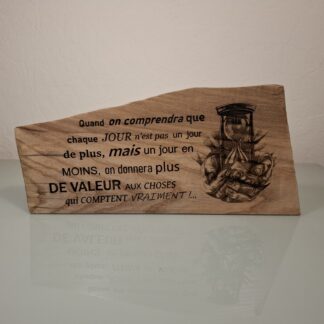 Quand on comprendra que
chaque JOUR n'est pas un jour
de plus, mais un jour en
MOINS, on donnera plus
DE VALEUR AUX CHOSES
qui COMPTENT VRAIMENT !...